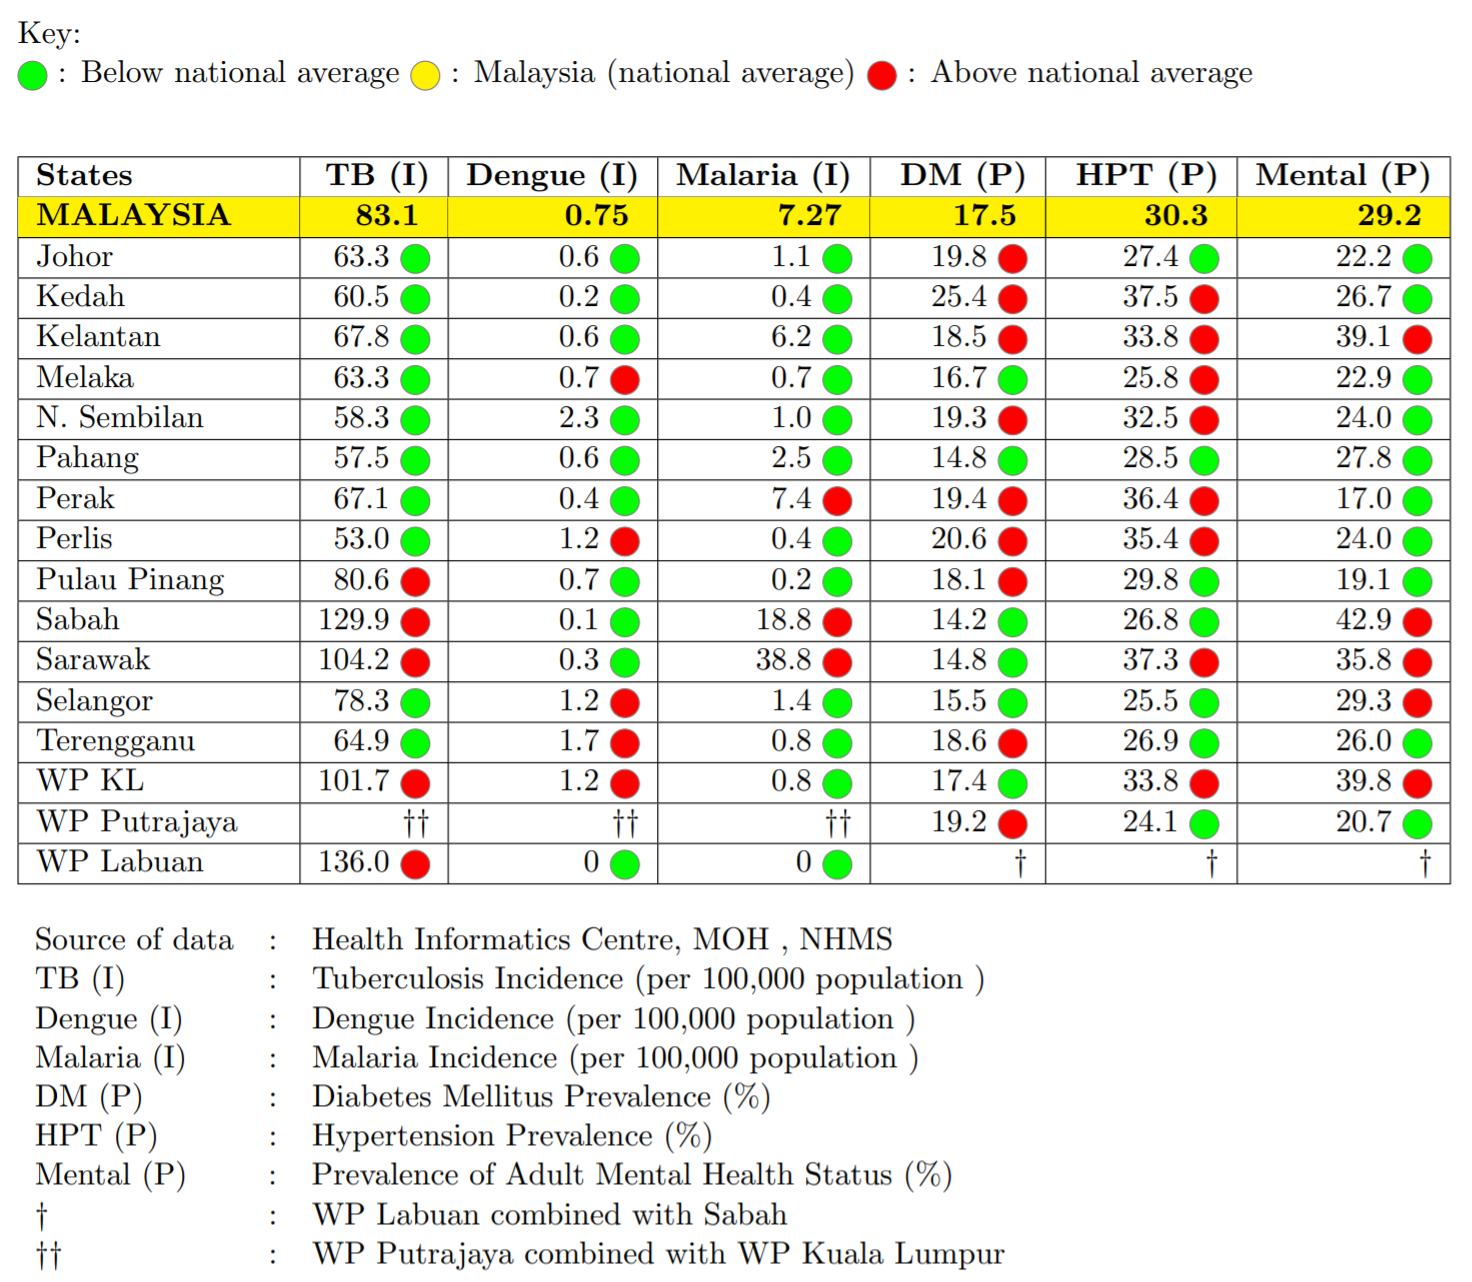 Key:
: Below national average : Malaysia (national average) : Above national average
States TB (I) Dengue (I) Malaria (I) DM (P) HPT (P) Mental (P)
MALAYSIA 83.1 0.75 7.27 17.5 30.3 29.2
Johor 63.3 0.6 1.1 19.8 27.4 22.2
Kedah 60.5 0.2 0.4 25.4 37.5 26.7
Kelantan 67.8 0.6 6.2 18.5 33.8 39.1
Melaka 63.3 0.7 0.7 16.7 25.8 22.9
N. Sembilan 58.3 2.3 1.0 19.3 32.5 24.0
Pahang 57.5 0.6 2.5 14.8 28.5 27.8
Perak 67.1 0.4 7.4 19.4 36.4 17.0
Perlis 53.0 1.2 0.4 20.6 35.4 24.0
Pulau Pinang 80.6 0.7 0.2 18.1 29.8 19.1
Sabah 129.9 0.1 18.8 14.2 26.8 42.9
Sarawak 104.2 0.3 38.8 14.8 37.3 35.8
Selangor 78.3 1.2 1.4 15.5 25.5 29.3
Terengganu 64.9 1.7 0.8 18.6 26.9 26.0
WP KL 101.7 1.2 0.8 17.4 33.8 39.8
WP Putrajaya †† †† †† 19.2 24.1 20.7
WP Labuan 136.0 0 0 † † †
Source of data : Health Informatics Centre, MOH , NHMS
TB (I) : Tuberculosis Incidence (per 100,000 population )
Dengue (I) : Dengue Incidence (per 100,000 population )
Malaria (I) : Malaria Incidence (per 100,000 population )
DM (P) : Diabetes Mellitus Prevalence (%)
HPT (P) : Hypertension Prevalence (%)
Mental (P) : Prevalence of Adult Mental Health Status (%)
† : WP Labuan combined with Sabah
†† : WP Putrajaya combined with WP Kuala Lumpur